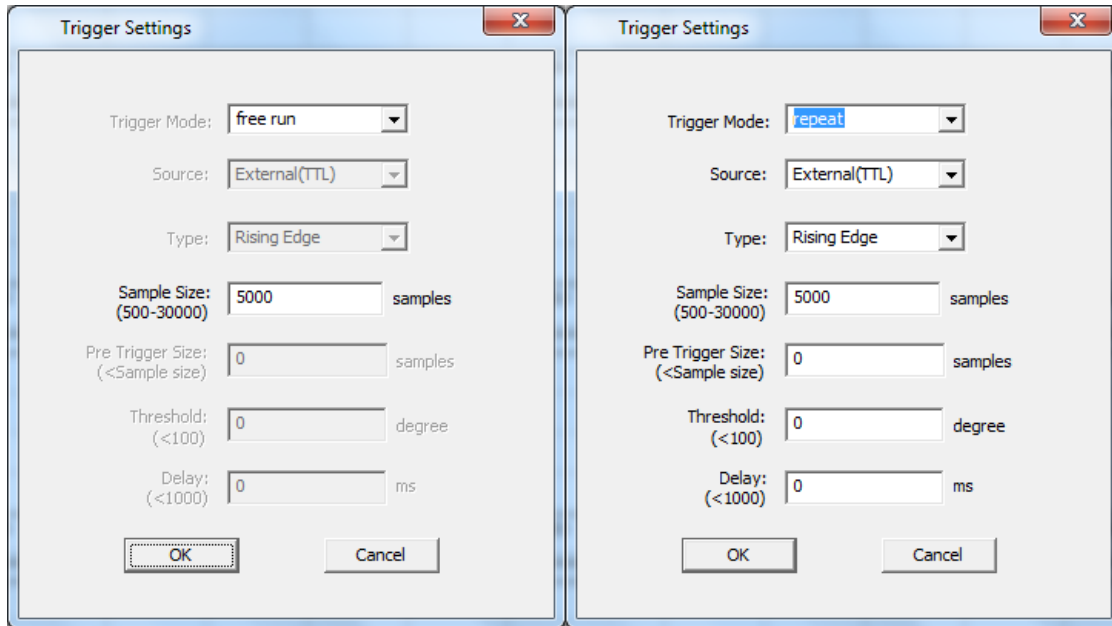 Trigger Settings
Trigger Mode: free run
Source: External(TTL)
Type: Rising Edge
Sample Size: 5000 samples
(500-30000)
Pre Trigger Size: 0 samples
(<Sample size)
Threshold: 0 degree
(<100)
Delay: 0 ms
(<1000)
OK Cancel
Trigger Settings
Trigger Mode: repeat
Source: External(TTL)
Type: Rising Edge
Sample Size: 5000 samples
(500-30000)
Pre Trigger Size: 0 samples
(<Sample size)
Threshold: 0 degree
(<100)
Delay: 0 ms
(<1000)
OK Cancel